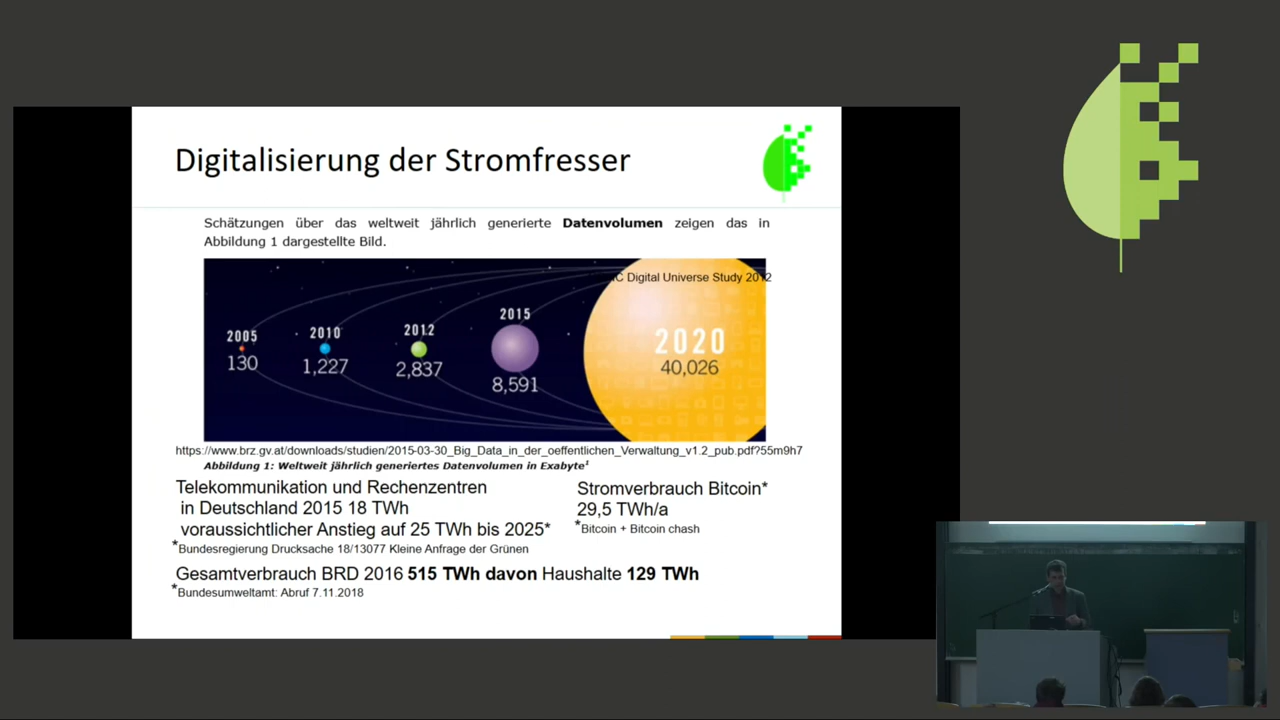 Digitalisierung der Stromfresser
Schätzungen über das weltweit jährlich generierte Datenvolumen zeigen das in
Abbildung 1 dargestellte Bild.
C Digital Universe Study 2012
2005
130
2010
1,227
2012
2,837
2015
8,591
2020
40,026
https://www.brz.gv.at/downloads/studien/2015-03-30_Big_Data_in_der_oeffentlichen_Verwaltung_v1.2_pub.pdf?55m9h7
Abbildung 1: Weltweit jährlich generiertes Datenvolumen in Exabyte¹
Telekommunikation und Rechenzentren
in Deutschland 2015 18 TWh
voraussichtlicher Anstieg auf 25 TWh bis 2025*
*Bundesregierung Drucksache 18/13077 Kleine Anfrage der Grünen
Stromverbrauch Bitcoin*
29,5 TWh/a
*Bitcoin + Bitcoin chash
Gesamtverbrauch BRD 2016 515 TWh davon Haushalte 129 TWh
*Bundesumweltamt: Abruf 7.11.2018